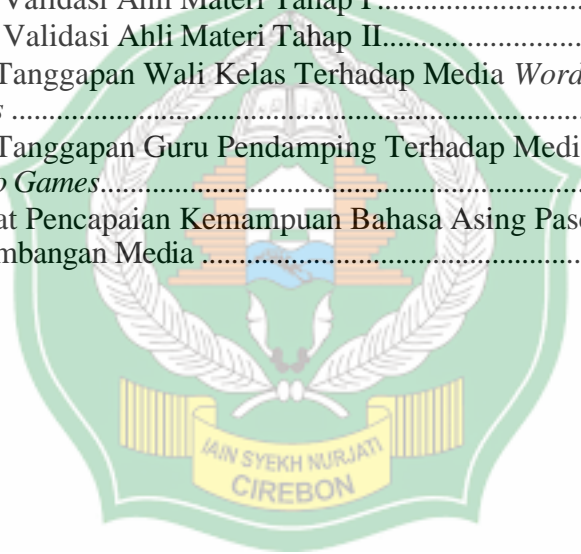 Validasi Ahli Materi Tahap I...............................
Validasi Ahli Materi Tahap II..............................
Tanggapan Wali Kelas Terhadap Media Word
s ..............................................................................
Tanggapan Guru Pendamping Terhadap Medi
o Games....................................................................
at Pencapaian Kemampuan Bahasa Asing Pasc
mbangan Media ......................................................
IAIN SYEKH NURJATI
CIREBON